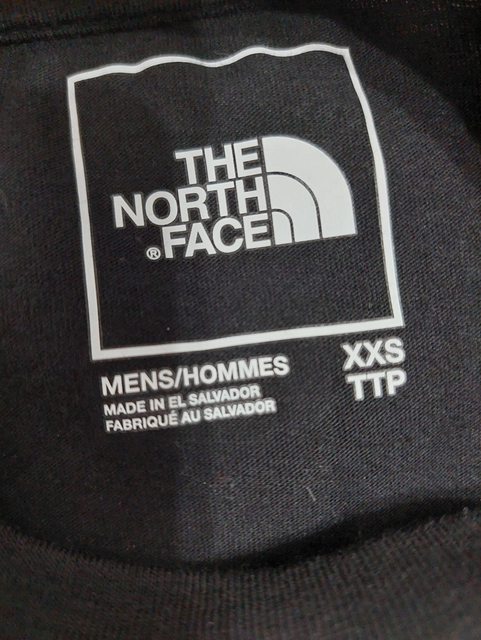 THE
NORTH
®FACE
MENS/HOMMES
MADE IN EL SALVADOR
FABRIQUÉ AU SALVADOR
XXS
TTP